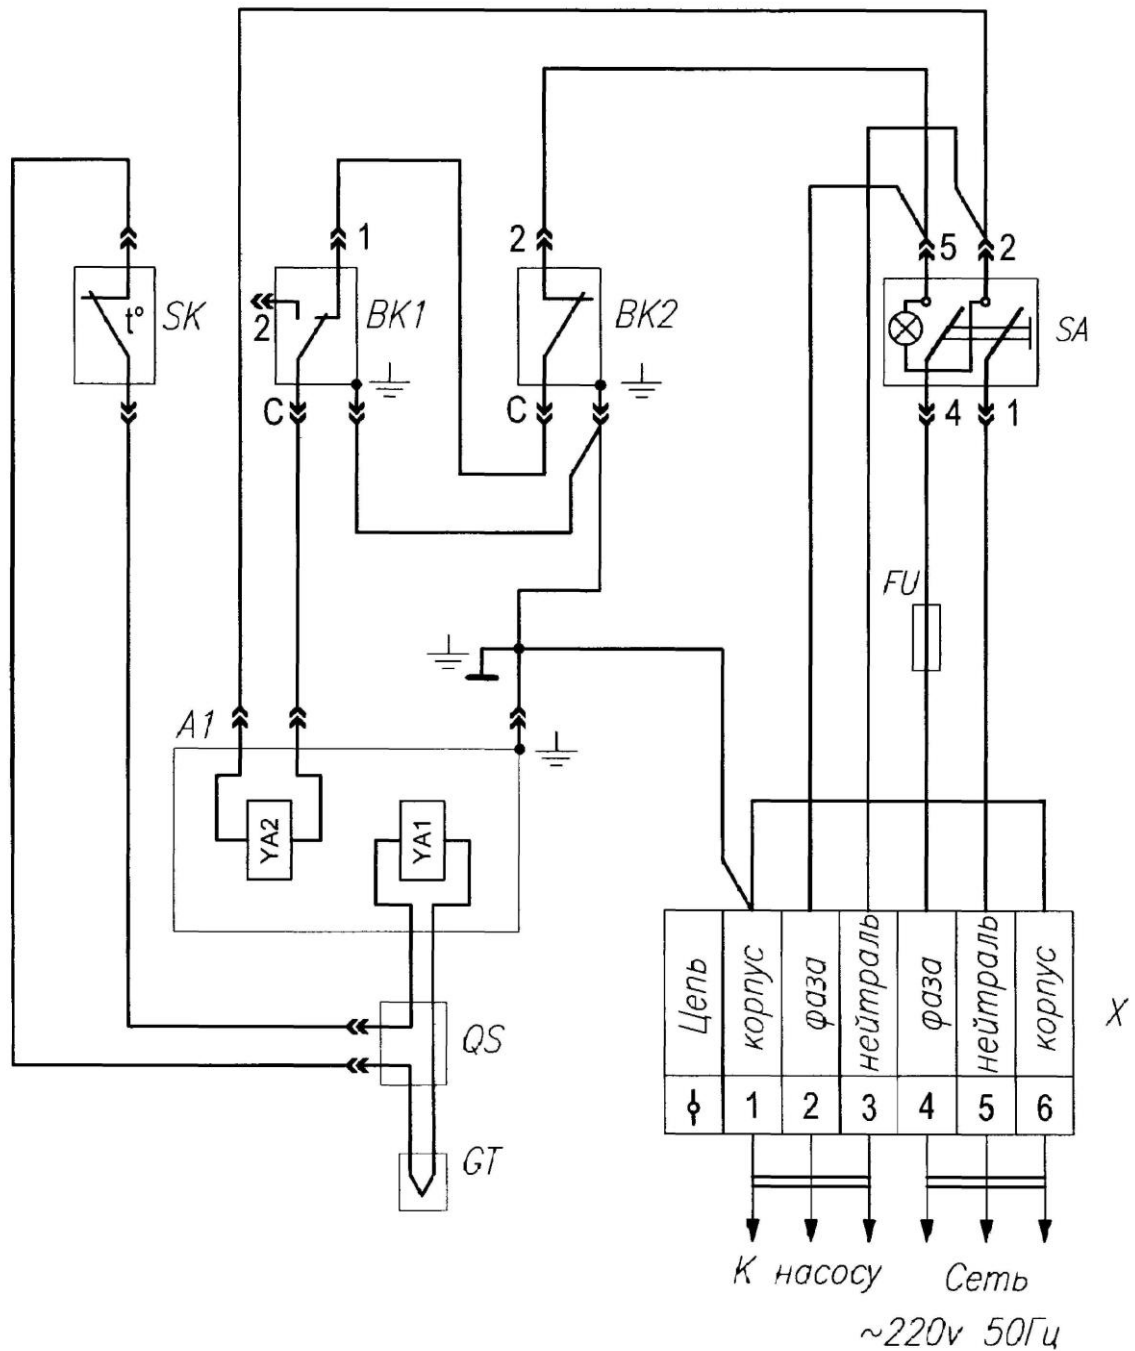 5
2
1
2
SK
t°
2
BK1
BK2
SA
C
C
4
1
FU
A1
YA2
YA1
QS
GT
Цепь
корпус
фаза
нейтраль
фаза
нейтраль
корпус
X
1
2
3
4
5
6
К насосу
Сеть
~220v 50Гц